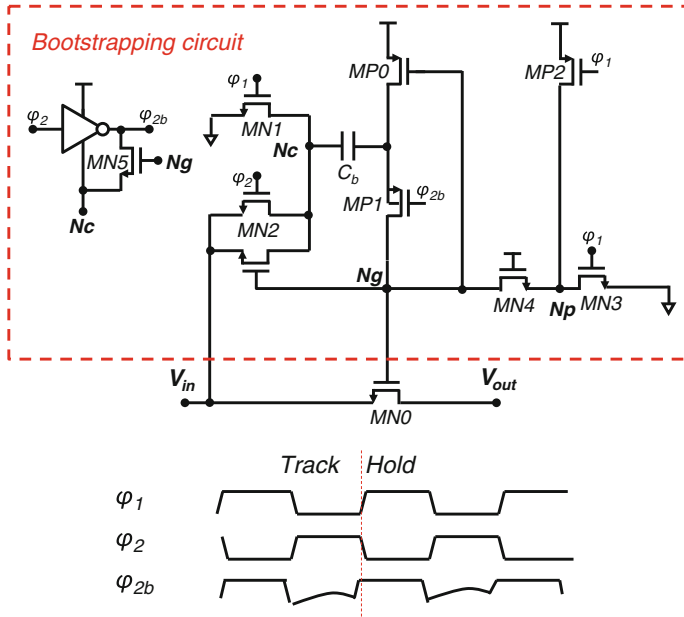 Bootstrapping circuit
φ1
MP0
MP2
φ1
φ2
φ2b
MN1
MN5
Ng
Nc
Cb
φ2
MP1
φ2b
MN2
Nc
Ng
φ1
MN4
Np
MN3
Vin
Vout
MN0
Track
Hold
φ1
φ2
φ2b